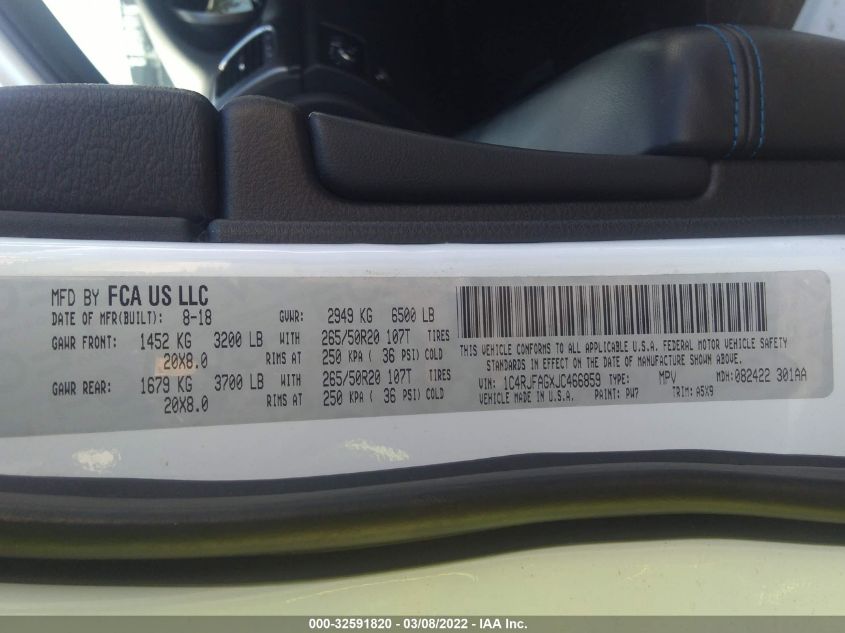 MFD BY FCA US LLC
DATE OF MFR(BUILT): 8-18 GVWR: 2949 KG 6500 LB
GAWR FRONT: 1452 KG 3200 LB WITH 265/50R20 107T TIRES
20X8.0 RIMS AT 250 KPA ( 36 PSI) COLD
GAWR REAR: 1679 KG 3700 LB WITH 265/50R20 107T TIRES
20X8.0 RIMS AT 250 KPA ( 36 PSI) COLD
THIS VEHICLE CONFORMS TO ALL APPLICABLE U.S.A. FEDERAL MOTOR VEHICLE SAFETY
STANDARDS IN EFFECT ON THE DATE OF MANUFACTURE SHOWN ABOVE.
VIN: 1C4RJFAGXJC466859 TYPE: MPV MDH: 082422 301AA
VEHICLE MADE IN U.S.A. PAINT: PW7 TRIM: A5X9
000-32591820 - 03/08/2022 - IAA Inc.